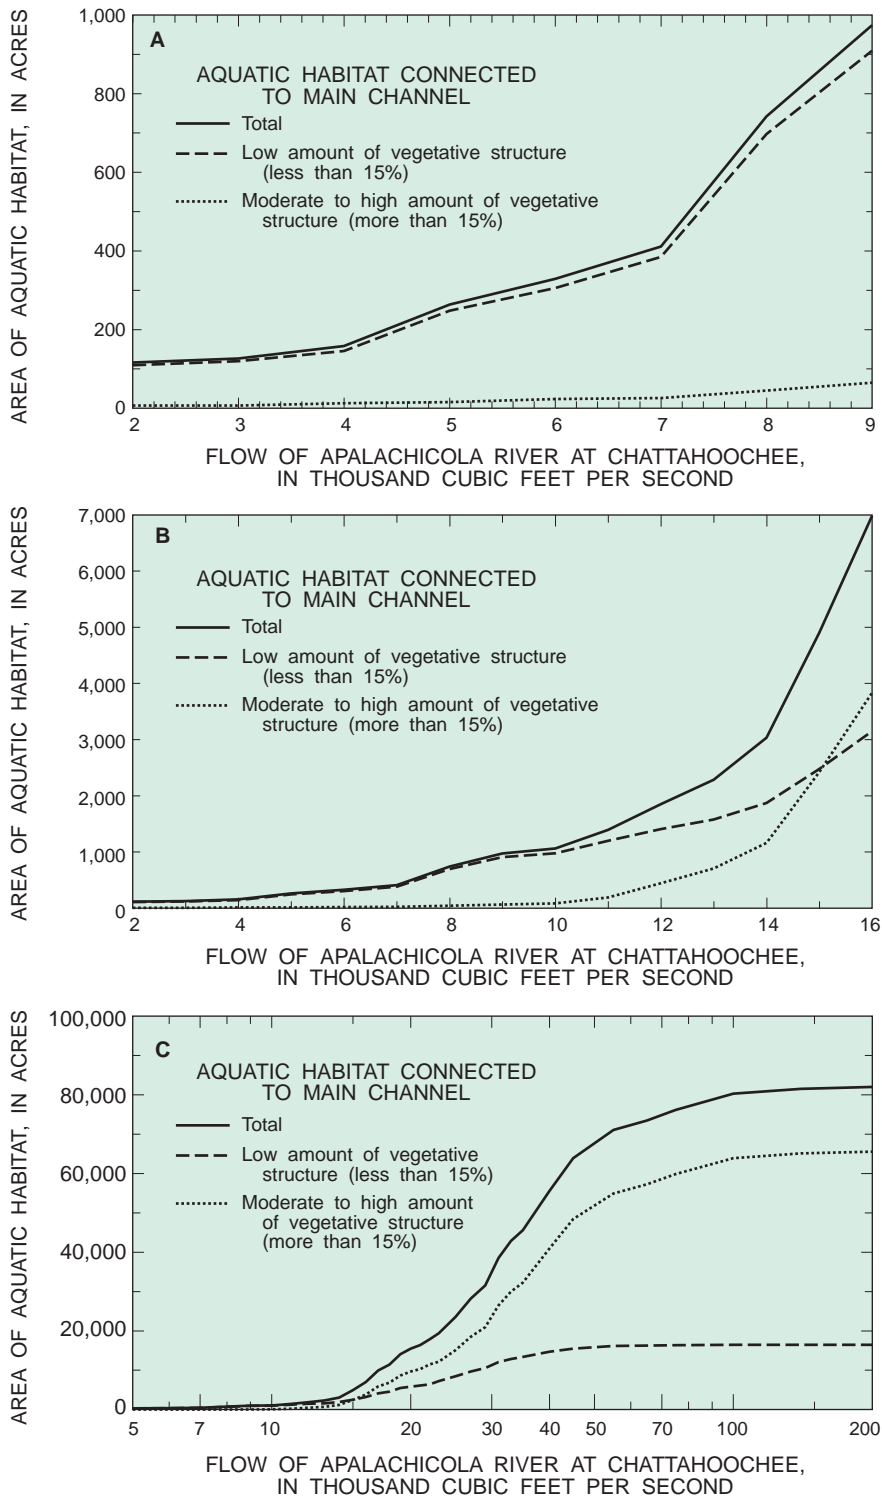 AREA OF AQUATIC HABITAT, IN ACRES
1,000
800
600
400
200
0
A
AQUATIC HABITAT CONNECTED
TO MAIN CHANNEL
Total
Low amount of vegetative structure
(less than 15%)
Moderate to high amount of vegetative
structure (more than 15%)
2 3 4 5 6 7 8 9
FLOW OF APALACHICOLA RIVER AT CHATTAHOOCHEE,
IN THOUSAND CUBIC FEET PER SECOND
AREA OF AQUATIC HABITAT, IN ACRES
7,000
6,000
5,000
4,000
3,000
2,000
1,000
0
B
AQUATIC HABITAT CONNECTED
TO MAIN CHANNEL
Total
Low amount of vegetative structure
(less than 15%)
Moderate to high amount of vegetative
structure (more than 15%)
2 4 6 8 10 12 14 16
FLOW OF APALACHICOLA RIVER AT CHATTAHOOCHEE,
IN THOUSAND CUBIC FEET PER SECOND
AREA OF AQUATIC HABITAT, IN ACRES
100,000
80,000
60,000
40,000
20,000
0
C
AQUATIC HABITAT CONNECTED
TO MAIN CHANNEL
Total
Low amount of vegetative
structure (less than 15%)
Moderate to high amount
of vegetative structure
(more than 15%)
5 7 10 20 30 40 50 70 100 200
FLOW OF APALACHICOLA RIVER AT CHATTAHOOCHEE,
IN THOUSAND CUBIC FEET PER SECOND